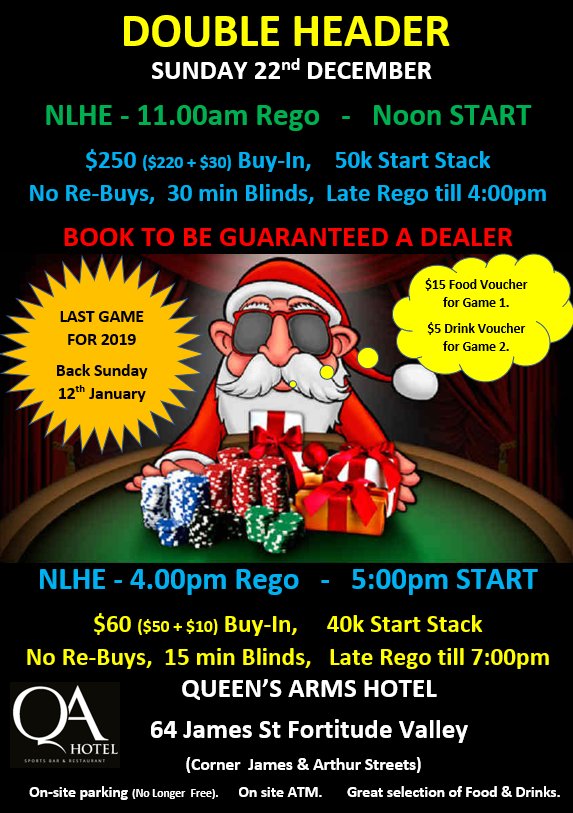 DOUBLE HEADER
SUNDAY 22nd DECEMBER
NLHE - 11.00am Rego - Noon START
$250 ($220 + $30) Buy-In, 50k Start Stack
No Re-Buys, 30 min Blinds, Late Rego till 4:00pm
BOOK TO BE GUARANTEED A DEALER
LAST GAME
FOR 2019
Back Sunday
12th January
$15 Food Voucher
for Game 1.
$5 Drink Voucher
for Game 2.
NLHE - 4.00pm Rego - 5:00pm START
$60 ($50 + $10) Buy-In, 40k Start Stack
No Re-Buys, 15 min Blinds, Late Rego till 7:00pm
QA
HOTEL
SPORTS BAR & RESTAURANT
QUEEN'S ARMS HOTEL
64 James St Fortitude Valley
(Corner James & Arthur Streets)
On-site parking (No Longer Free). On site ATM. Great selection of Food & Drinks.